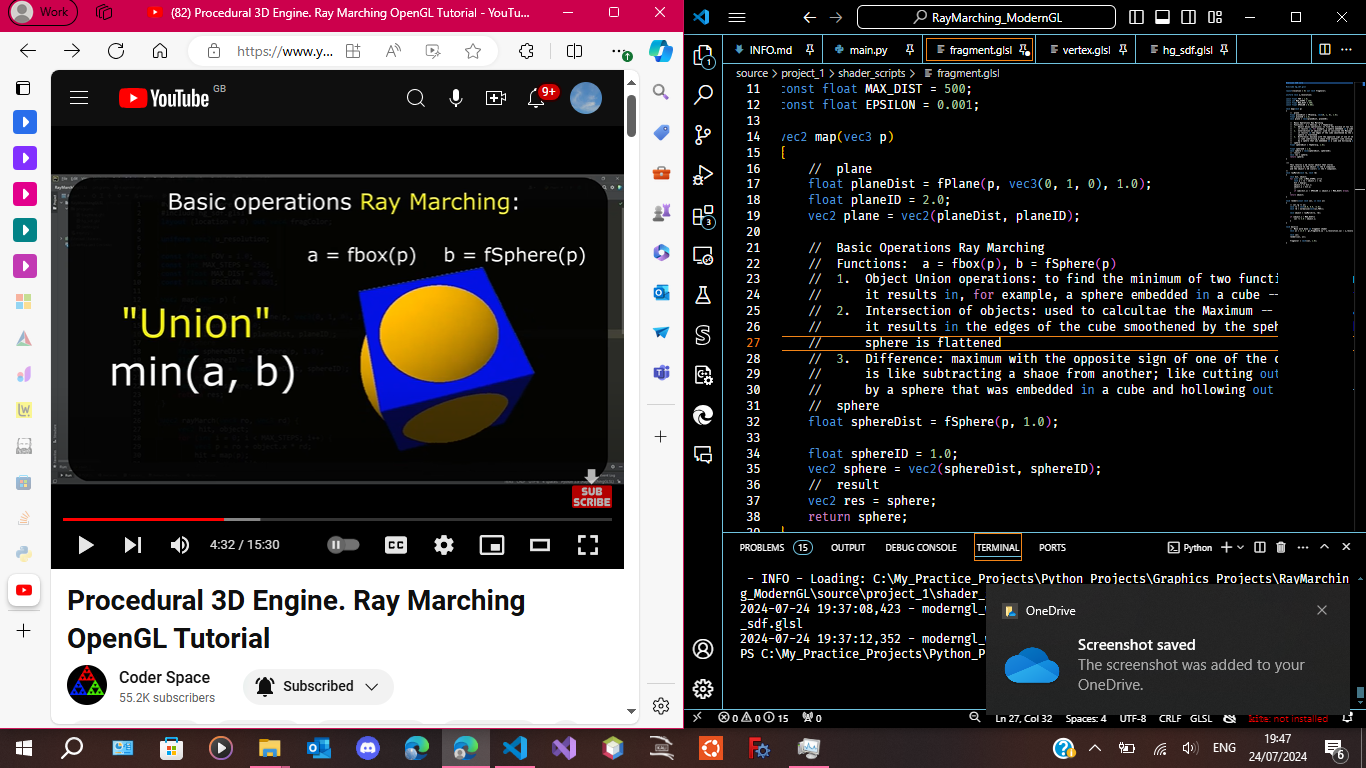 Work
(82) Procedural 3D Engine. Ray Marching OpenGL Tutorial - YouTu...
https://www.y...
YouTube GB
9+
Basic operations Ray Marching:
a = fbox(p) b = fSphere(p)
"Union"
min(a, b)
SUB
SCRIBE
4:32 / 15:30
CC
Procedural 3D Engine. Ray Marching
OpenGL Tutorial
Coder Space
55.2K subscribers
Subscribed
RayMarching_ModernGL
INFO.md
main.py
fragment.glsl
vertex.glsl
hg_sdf.glsl
source > project_1 > shader_scripts > fragment.glsl
11 const float MAX_DIST = 500;
12 const float EPSILON = 0.001;
13
14 vec2 map(vec3 p)
15 {
16 // plane
17 float planeDist = fPlane(p, vec3(0, 1, 0), 1.0);
18 float planeID = 2.0;
19 vec2 plane = vec2(planeDist, planeID);
20
21 // Basic Operations Ray Marching
22 // Functions: a = fbox(p), b = fSphere(p)
23 // 1. Object Union operations: to find the minimum of two functi
24 // it results in, for example, a sphere embedded in a cube --
25 // 2. Intersection of objects: used to calcultae the Maximum --
26 // it results in the edges of the cube smoothened by the speh
27 // sphere is flattened
28 // 3. Difference: maximum with the opposite sign of one of the o
29 // is like subtracting a shaoe from another; like cutting out
30 // by a sphere that was embedded in a cube and hollowing out
31 // sphere
32 float sphereDist = fSphere(p, 1.0);
33
34 float sphereID = 1.0;
35 vec2 sphere = vec2(sphereDist, sphereID);
36 // result
37 vec2 res = sphere;
38 return sphere;
PROBLEMS 15 OUTPUT DEBUG CONSOLE TERMINAL PORTS
Python
- INFO - Loading: C:\My_Practice_Projects\Python_Projects\Graphics_Projects\RayMarchin
g_ModernGL\source\project_1\shader_
2024-07-24 19:37:08,423 - moderngl_w
_sdf.glsl
2024-07-24 19:37:12,352 - moderngl_w
PS C:\My_Practice_Projects\Python_P
OneDrive
Screenshot saved
The screenshot was added to your
OneDrive.
0 0 15 0
Ln 27, Col 32 Spaces: 4 UTF-8 CRLF GLSL
ENG
19:47
24/07/2024
6